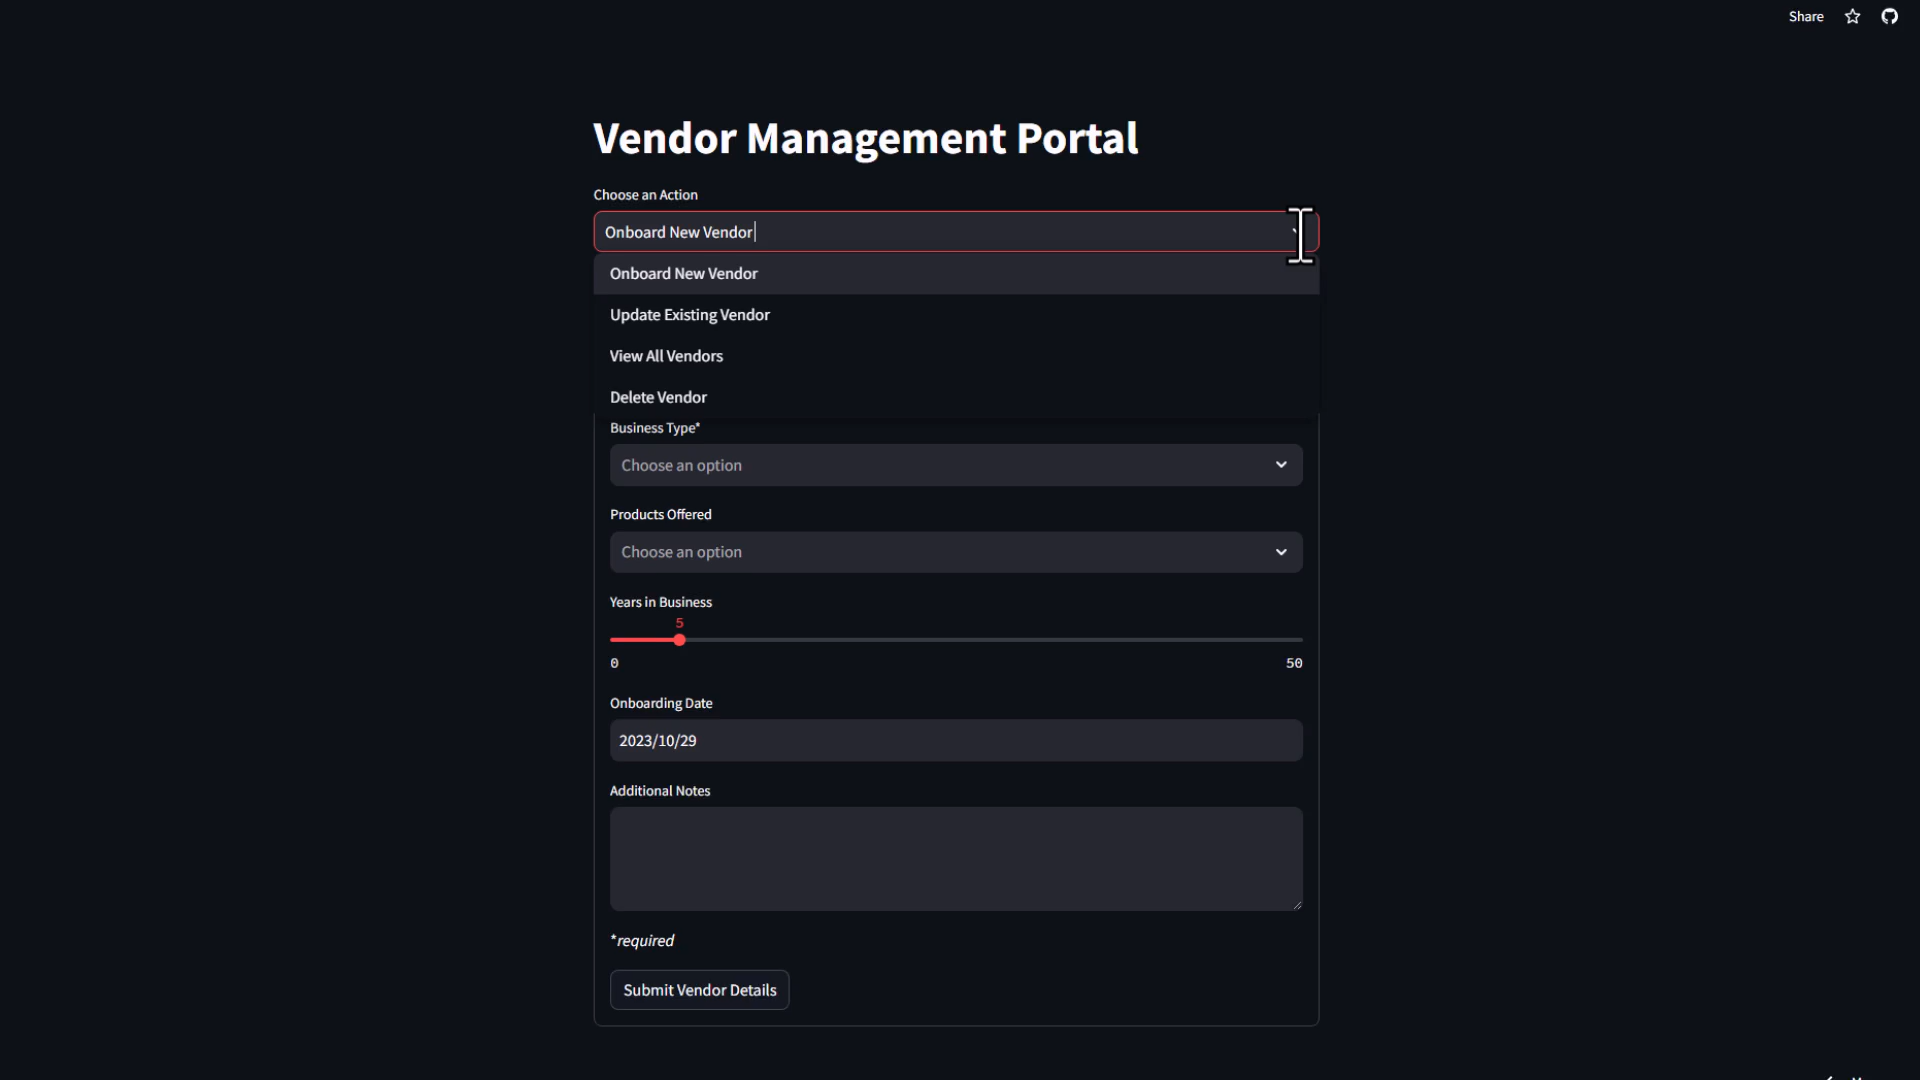 Share
Vendor Management Portal
Choose an Action
Onboard New Vendor
Onboard New Vendor
Update Existing Vendor
View All Vendors
Delete Vendor
Business Type*
Choose an option
Products Offered
Choose an option
Years in Business
5
0 50
Onboarding Date
2023/10/29
Additional Notes
*required
Submit Vendor Details